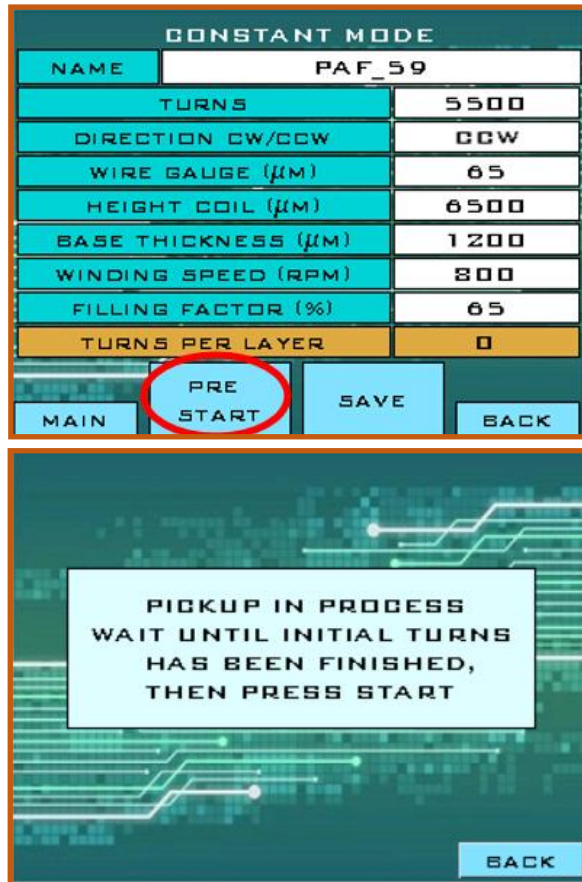 CONSTANT MODE
NAME PAF_59
TURNS 5500
DIRECTION CW/CCW CCW
WIRE GAUGE (μM) 65
HEIGHT COIL (μM) 6500
BASE THICKNESS (μM) 1200
WINDING SPEED (RPM) 800
FILLING FACTOR (%) 65
TURNS PER LAYER 0
MAIN
PRE
START
SAVE
BACK
PICKUP IN PROCESS
WAIT UNTIL INITIAL TURNS
HAS BEEN FINISHED,
THEN PRESS START
BACK